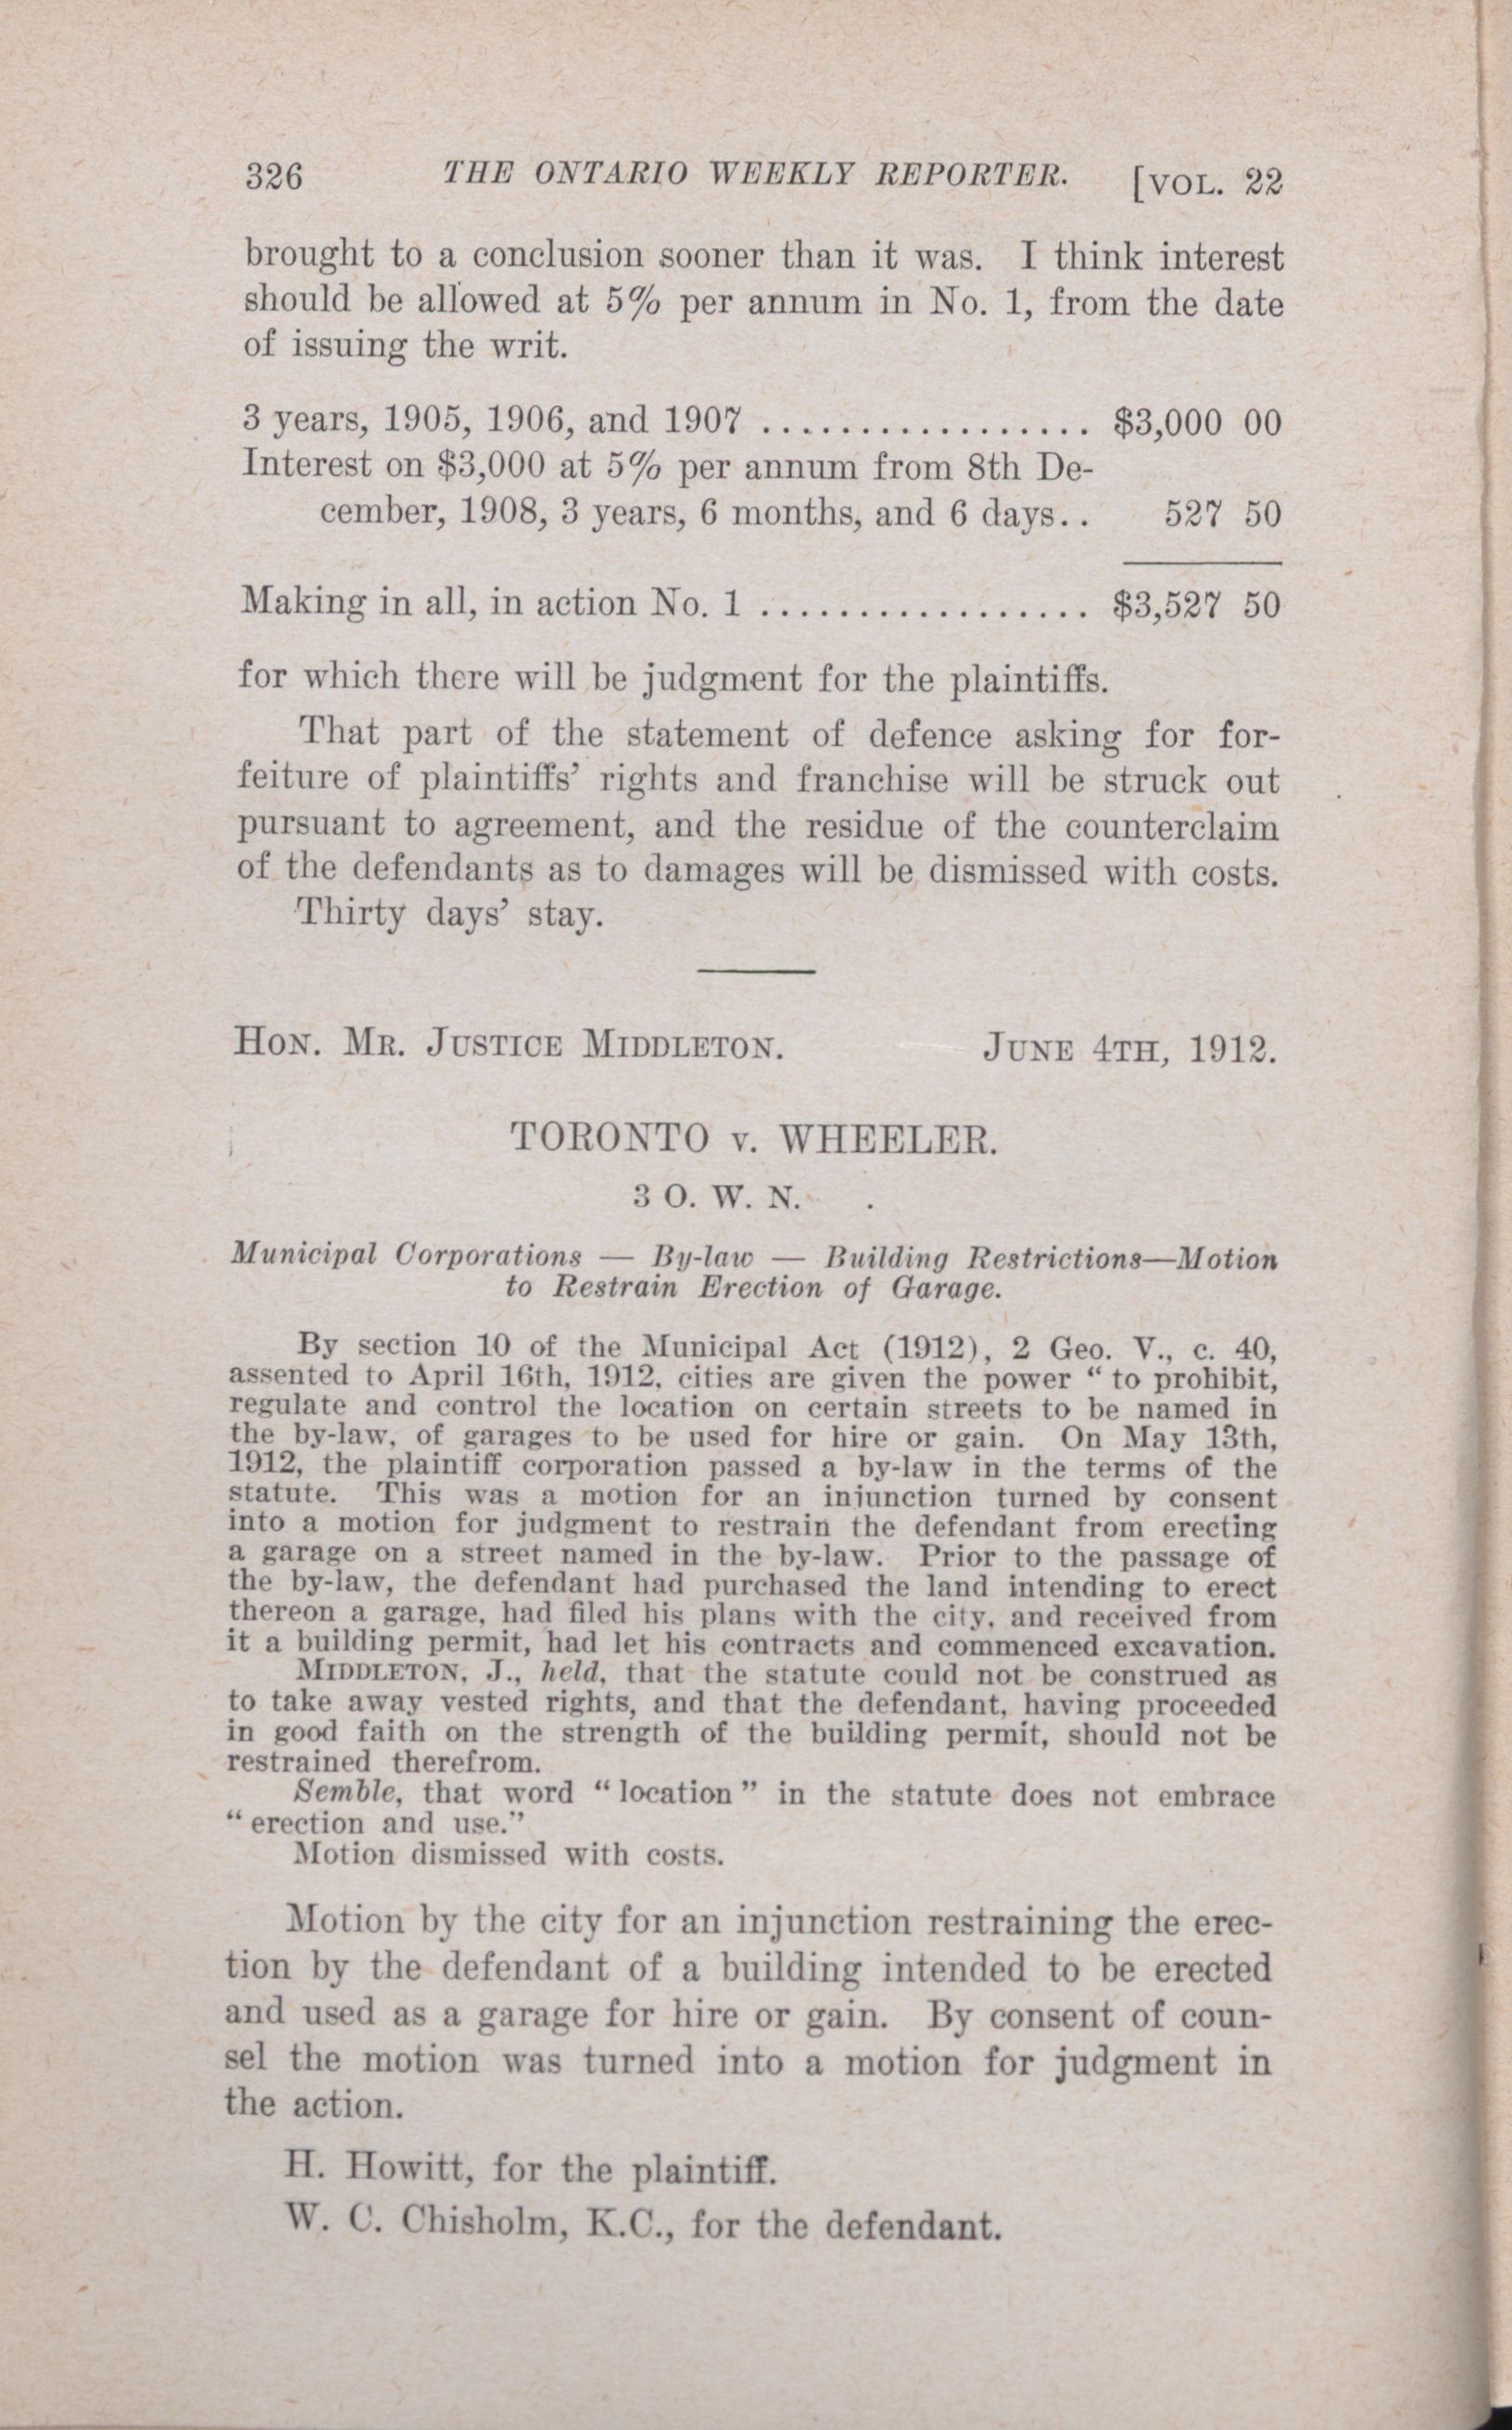 326 THE ONTARIO WEEKLY REPORTER. [VOL. 22
brought to a conclusion sooner than it was. I think interest
should be allowed at 5% per annum in No. 1, from the date
of issuing the writ.
3 years, 1905, 1906, and 1907 ................. $3,000 00
Interest on $3,000 at 5% per annum from 8th De-
cember, 1908, 3 years, 6 months, and 6 days.. 527 50
Making in all, in action No. 1 ................. $3,527 50
for which there will be judgment for the plaintiffs.
That part of the statement of defence asking for for-
feiture of plaintiffs' rights and franchise will be struck out
pursuant to agreement, and the residue of the counterclaim
of the defendants as to damages will be dismissed with costs.
Thirty days' stay.
HON. MR. JUSTICE MIDDLETON. JUNE 4TH, 1912.
TORONTO v. WHEELER.
3 O. W. N.
Municipal Corporations — By-law — Building Restrictions—Motion
to Restrain Erection of Garage.
By section 10 of the Municipal Act (1912), 2 Geo. V., c. 40,
assented to April 16th, 1912, cities are given the power "to prohibit,
regulate and control the location on certain streets to be named in
the by-law, of garages to be used for hire or gain. On May 13th,
1912, the plaintiff corporation passed a by-law in the terms of the
statute. This was a motion for an injunction turned by consent
into a motion for judgment to restrain the defendant from erecting
a garage on a street named in the by-law. Prior to the passage of
the by-law, the defendant had purchased the land intending to erect
thereon a garage, had filed his plans with the city, and received from
it a building permit, had let his contracts and commenced excavation.
MIDDLETON, J., held, that the statute could not be construed as
to take away vested rights, and that the defendant, having proceeded
in good faith on the strength of the building permit, should not be
restrained therefrom.
Semble, that word "location" in the statute does not embrace
"erection and use."
Motion dismissed with costs.
Motion by the city for an injunction restraining the erec-
tion by the defendant of a building intended to be erected
and used as a garage for hire or gain. By consent of coun-
sel the motion was turned into a motion for judgment in
the action.
H. Howitt, for the plaintiff.
W. C. Chisholm, K.C., for the defendant.